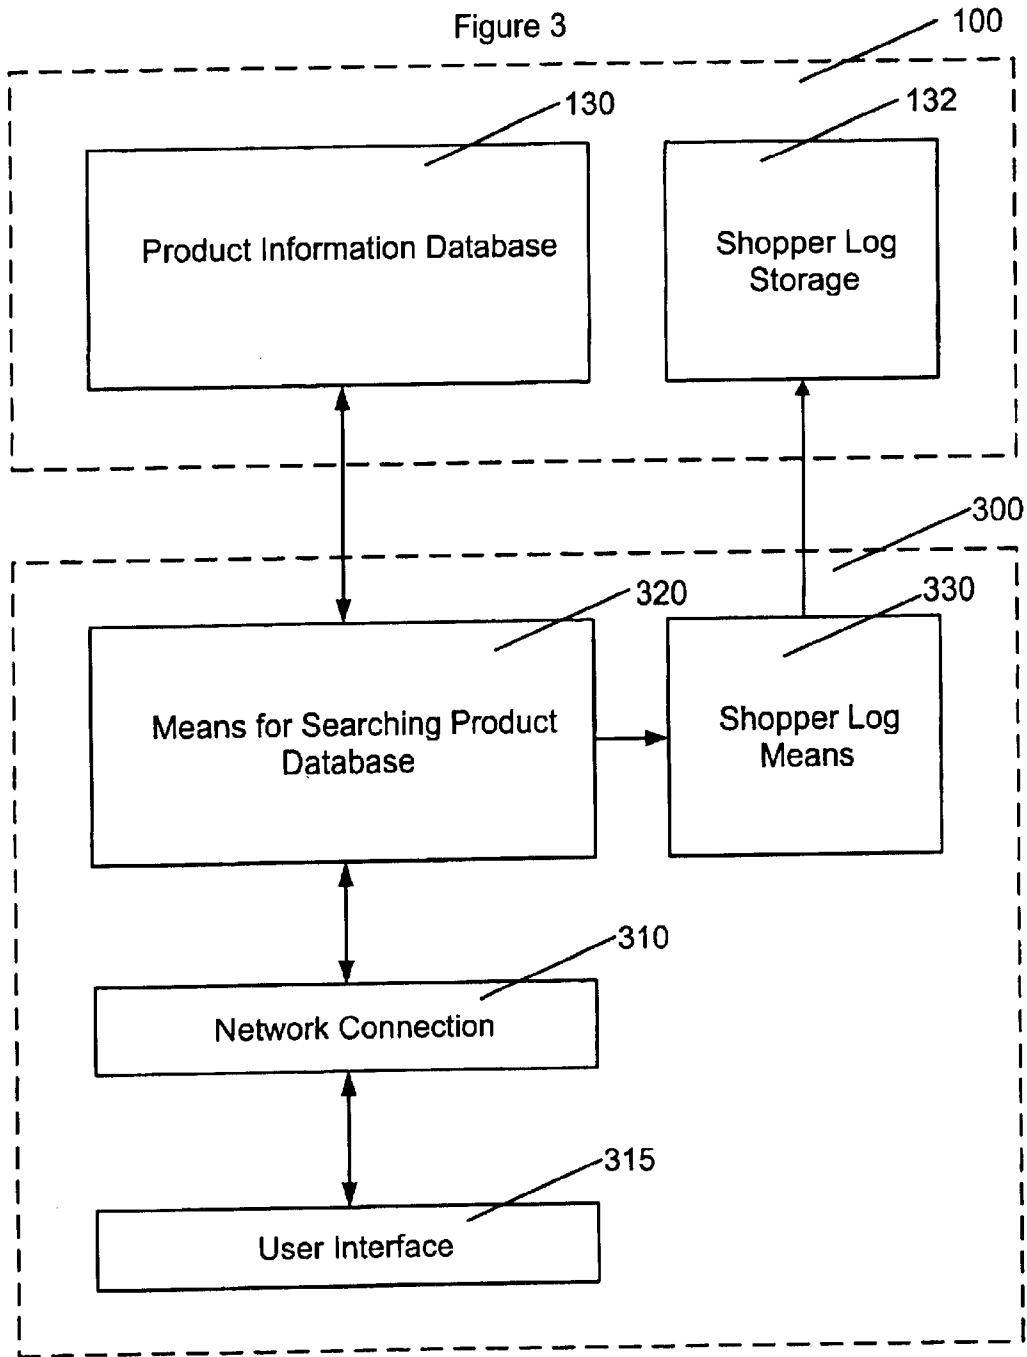 Figure 3
100
130
132
Product Information Database
Shopper Log
Storage
300
320
330
Means for Searching Product
Database
Shopper Log
Means
310
Network Connection
315
User Interface